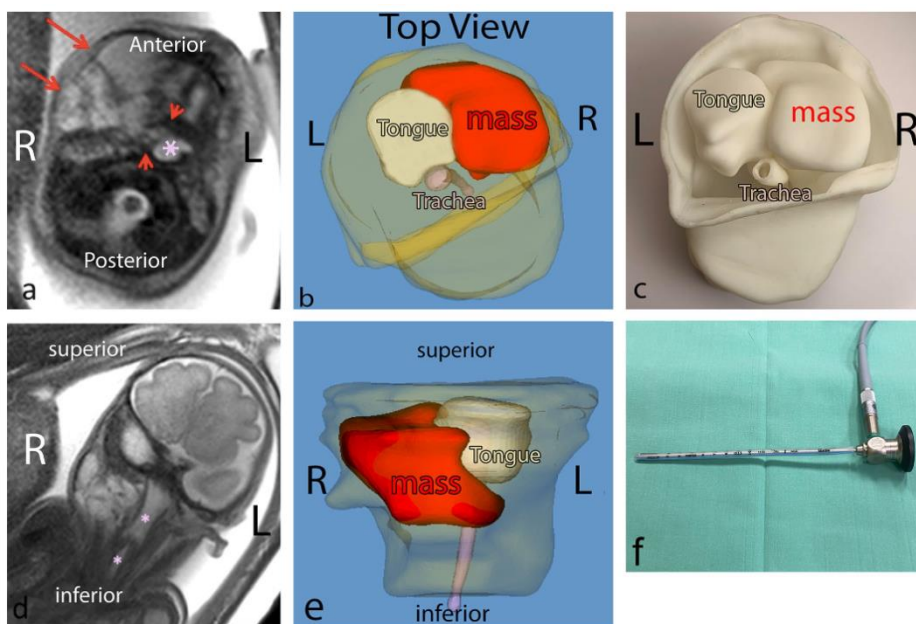 Anterior
R
*
L
Posterior
a
Top View
L
Tongue
mass
R
Trachea
b
L
Tongue
mass
R
Trachea
c
superior
R
*
*
L
inferior
d
superior
R
mass
Tongue
L
inferior
e
f